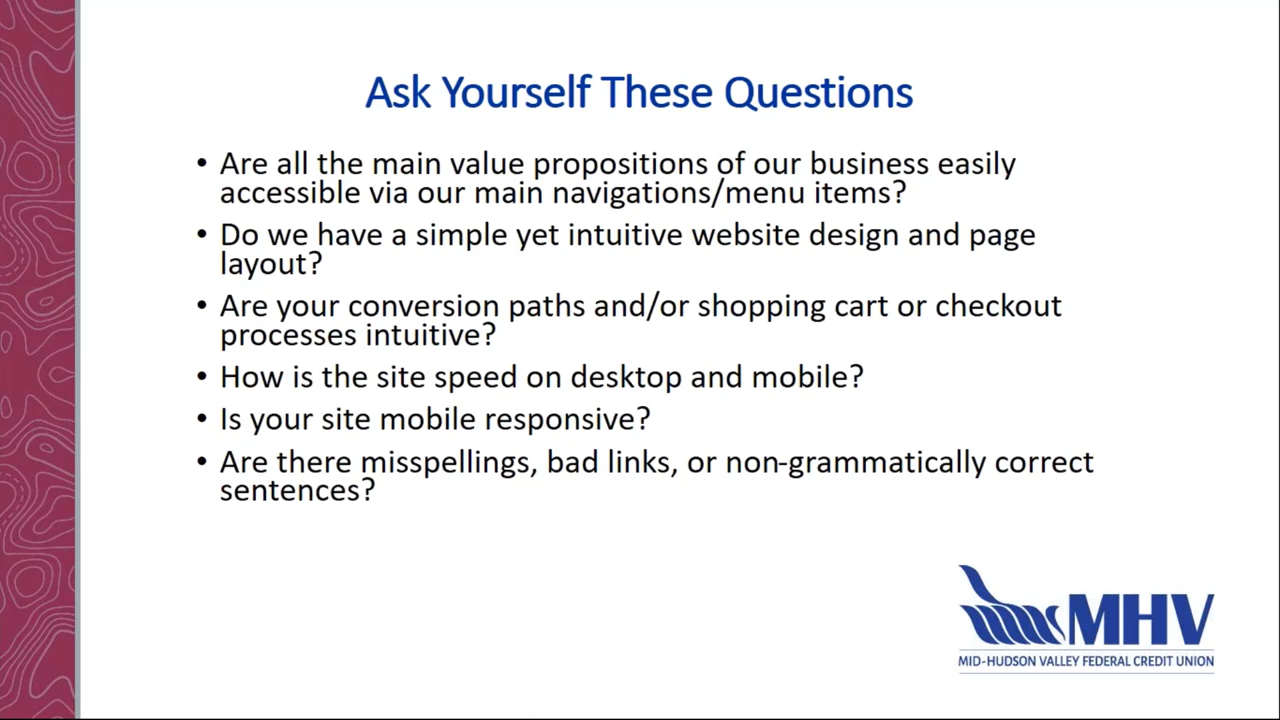 Ask Yourself These Questions
• Are all the main value propositions of our business easily
accessible via our main navigations/menu items?
• Do we have a simple yet intuitive website design and page
layout?
• Are your conversion paths and/or shopping cart or checkout
processes intuitive?
• How is the site speed on desktop and mobile?
• Is your site mobile responsive?
• Are there misspellings, bad links, or non-grammatically correct
sentences?
MHV
MID-HUDSON VALLEY FEDERAL CREDIT UNION